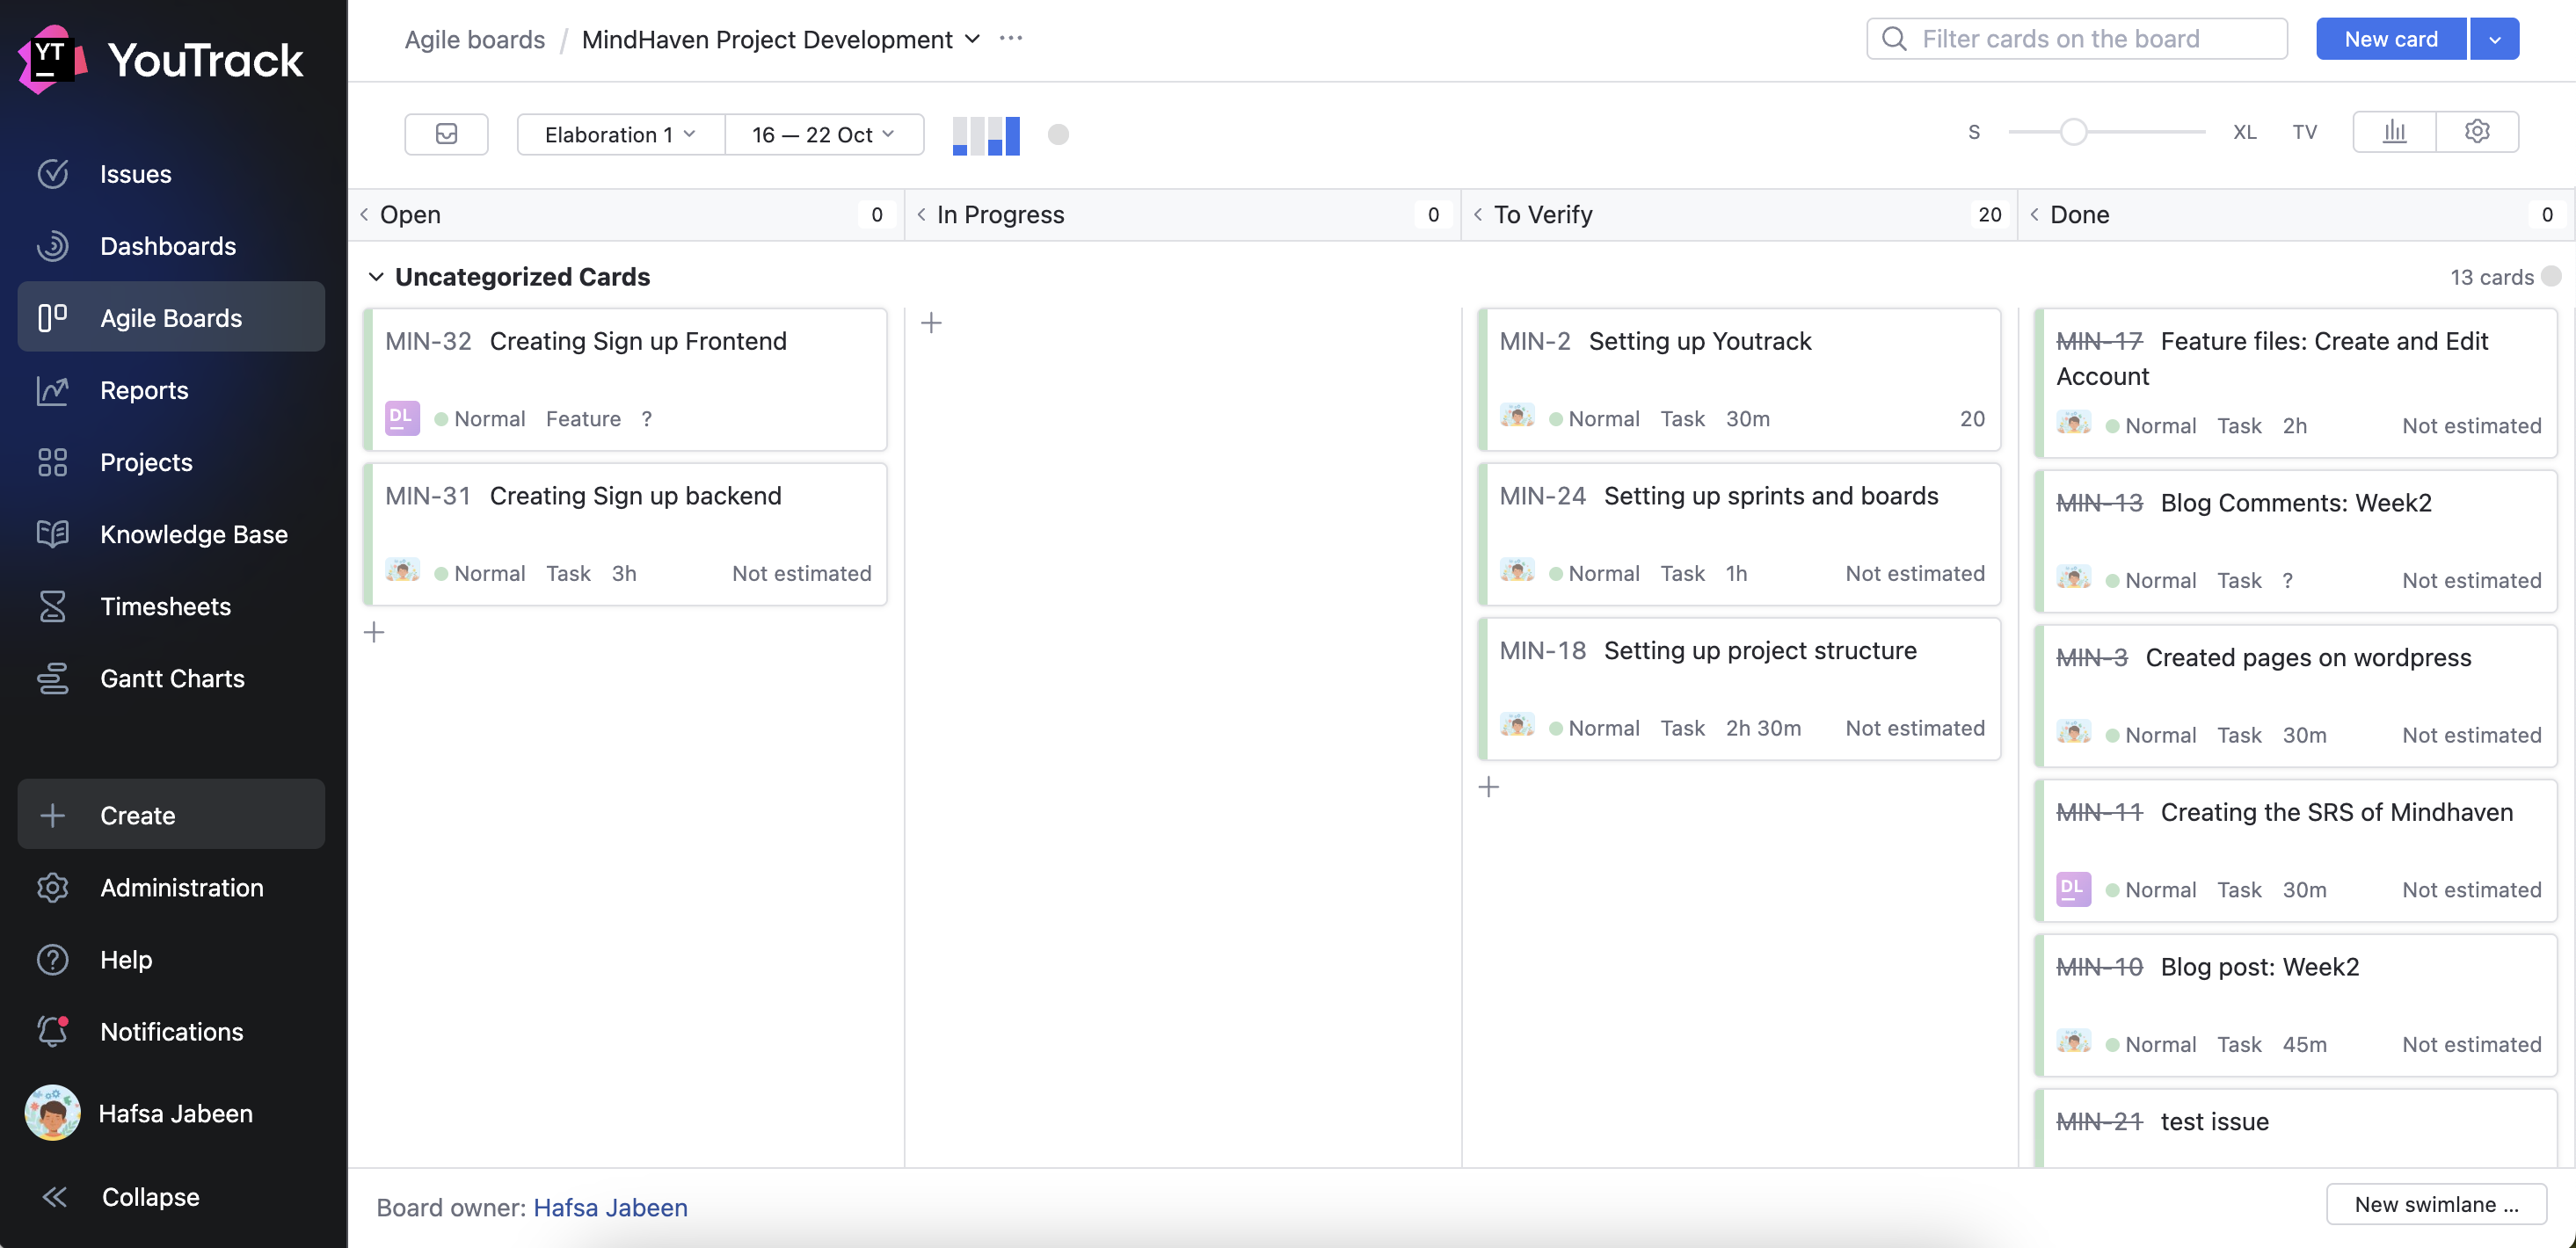 YT YouTrack
Issues
Dashboards
Agile Boards
Reports
Projects
Knowledge Base
Timesheets
Gantt Charts
Create
Administration
Help
Notifications
Hafsa Jabeen
Collapse
Agile boards / MindHaven Project Development ...
Filter cards on the board
New card
Elaboration 1
16 — 22 Oct
S XL TV
Open 0
In Progress 0
To Verify 20
Done 0
Uncategorized Cards
13 cards
MIN-32 Creating Sign up Frontend
DL Normal Feature ?
MIN-31 Creating Sign up backend
Normal Task 3h Not estimated
MIN-2 Setting up Youtrack
Normal Task 30m 20
MIN-24 Setting up sprints and boards
Normal Task 1h Not estimated
MIN-18 Setting up project structure
Normal Task 2h 30m Not estimated
MIN-17 Feature files: Create and Edit
Account
Normal Task 2h Not estimated
MIN-13 Blog Comments: Week2
Normal Task ? Not estimated
MIN-3 Created pages on wordpress
Normal Task 30m Not estimated
MIN-11 Creating the SRS of Mindhaven
DL Normal Task 30m Not estimated
MIN-10 Blog post: Week2
Normal Task 45m Not estimated
MIN-21 test issue
Board owner: Hafsa Jabeen
New swimlane ...